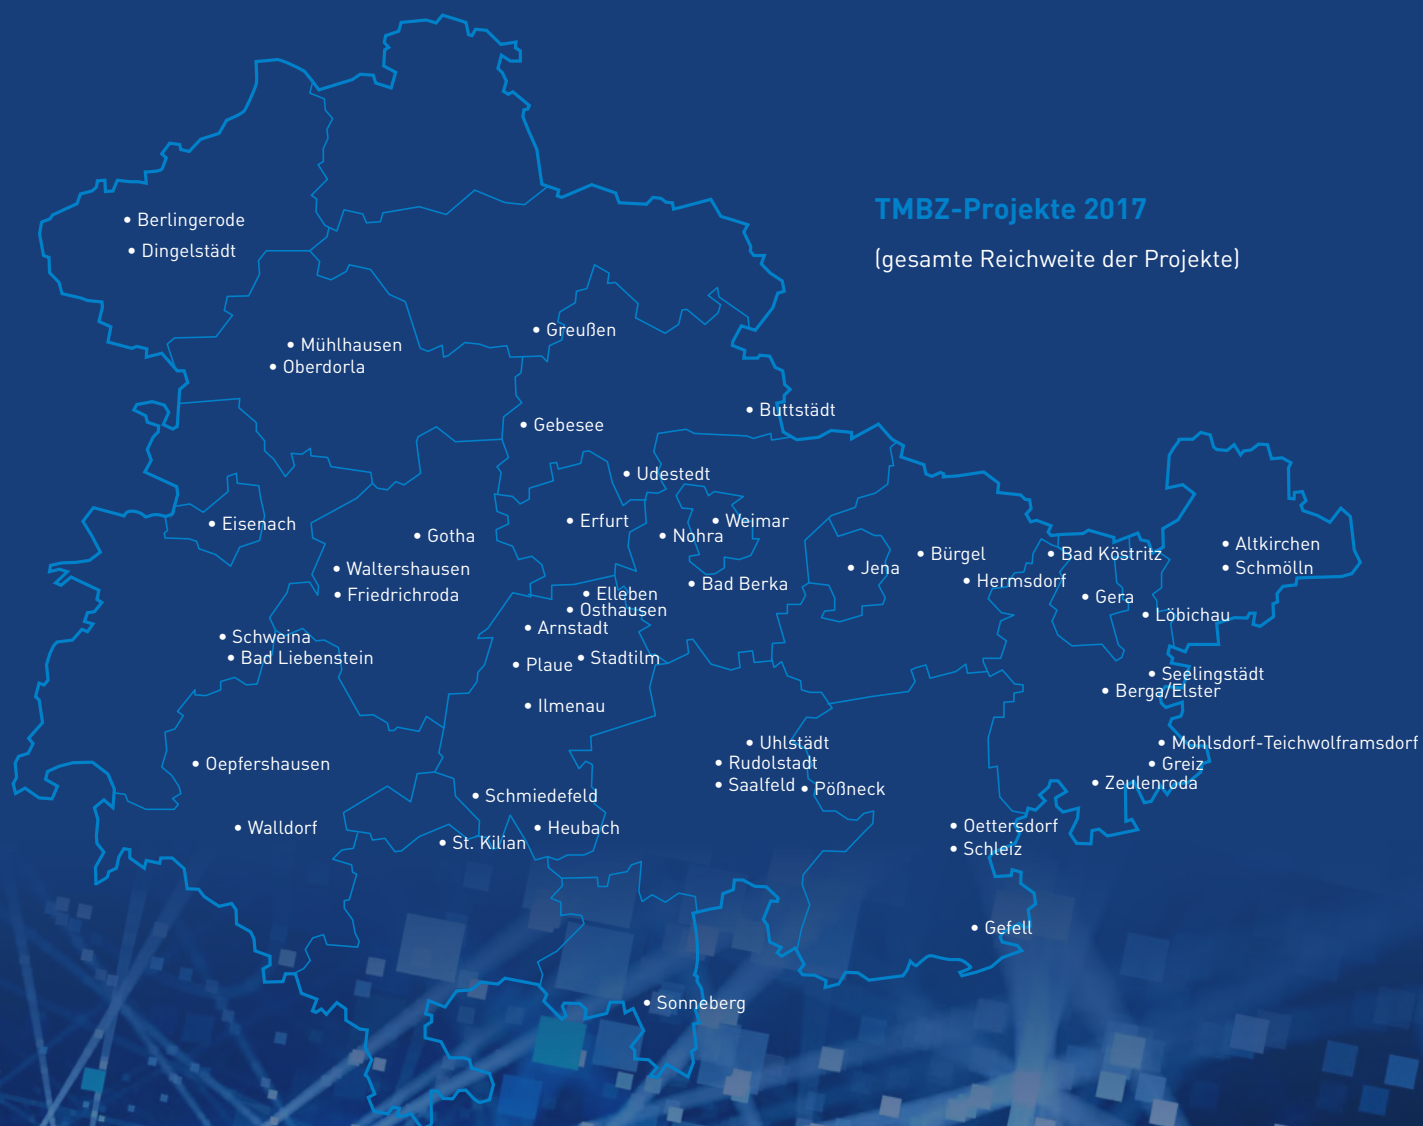 TMBZ-Projekte 2017
(gesamte Reichweite der Projekte)
Berlingerode
Dingelstädt
Greußen
Mühlhausen
Oberdorla
Buttstädt
Gebesee
Udestedt
Eisenach
Gotha
Erfurt
Nohra
Weimar
Waltershausen
Friedrichroda
Elleben
Osthausen
Arnstadt
Bad Berka
Jena
Bürgel
Hermsdorf
Bad Köstritz
Gera
Löbichau
Altkirchen
Schmölln
Schweina
Bad Liebenstein
Plaue
Stadtilm
Ilmenau
Seelingstädt
Berga/Elster
Oepfershausen
Uhlstädt
Rudolstadt
Saalfeld
Pößneck
Mohlsdorf-Teichwolframsdorf
Greiz
Zeulenroda
Schmiedefeld
Walldorf
St. Kilian
Heubach
Oettersdorf
Schleiz
Gefell
Sonneberg